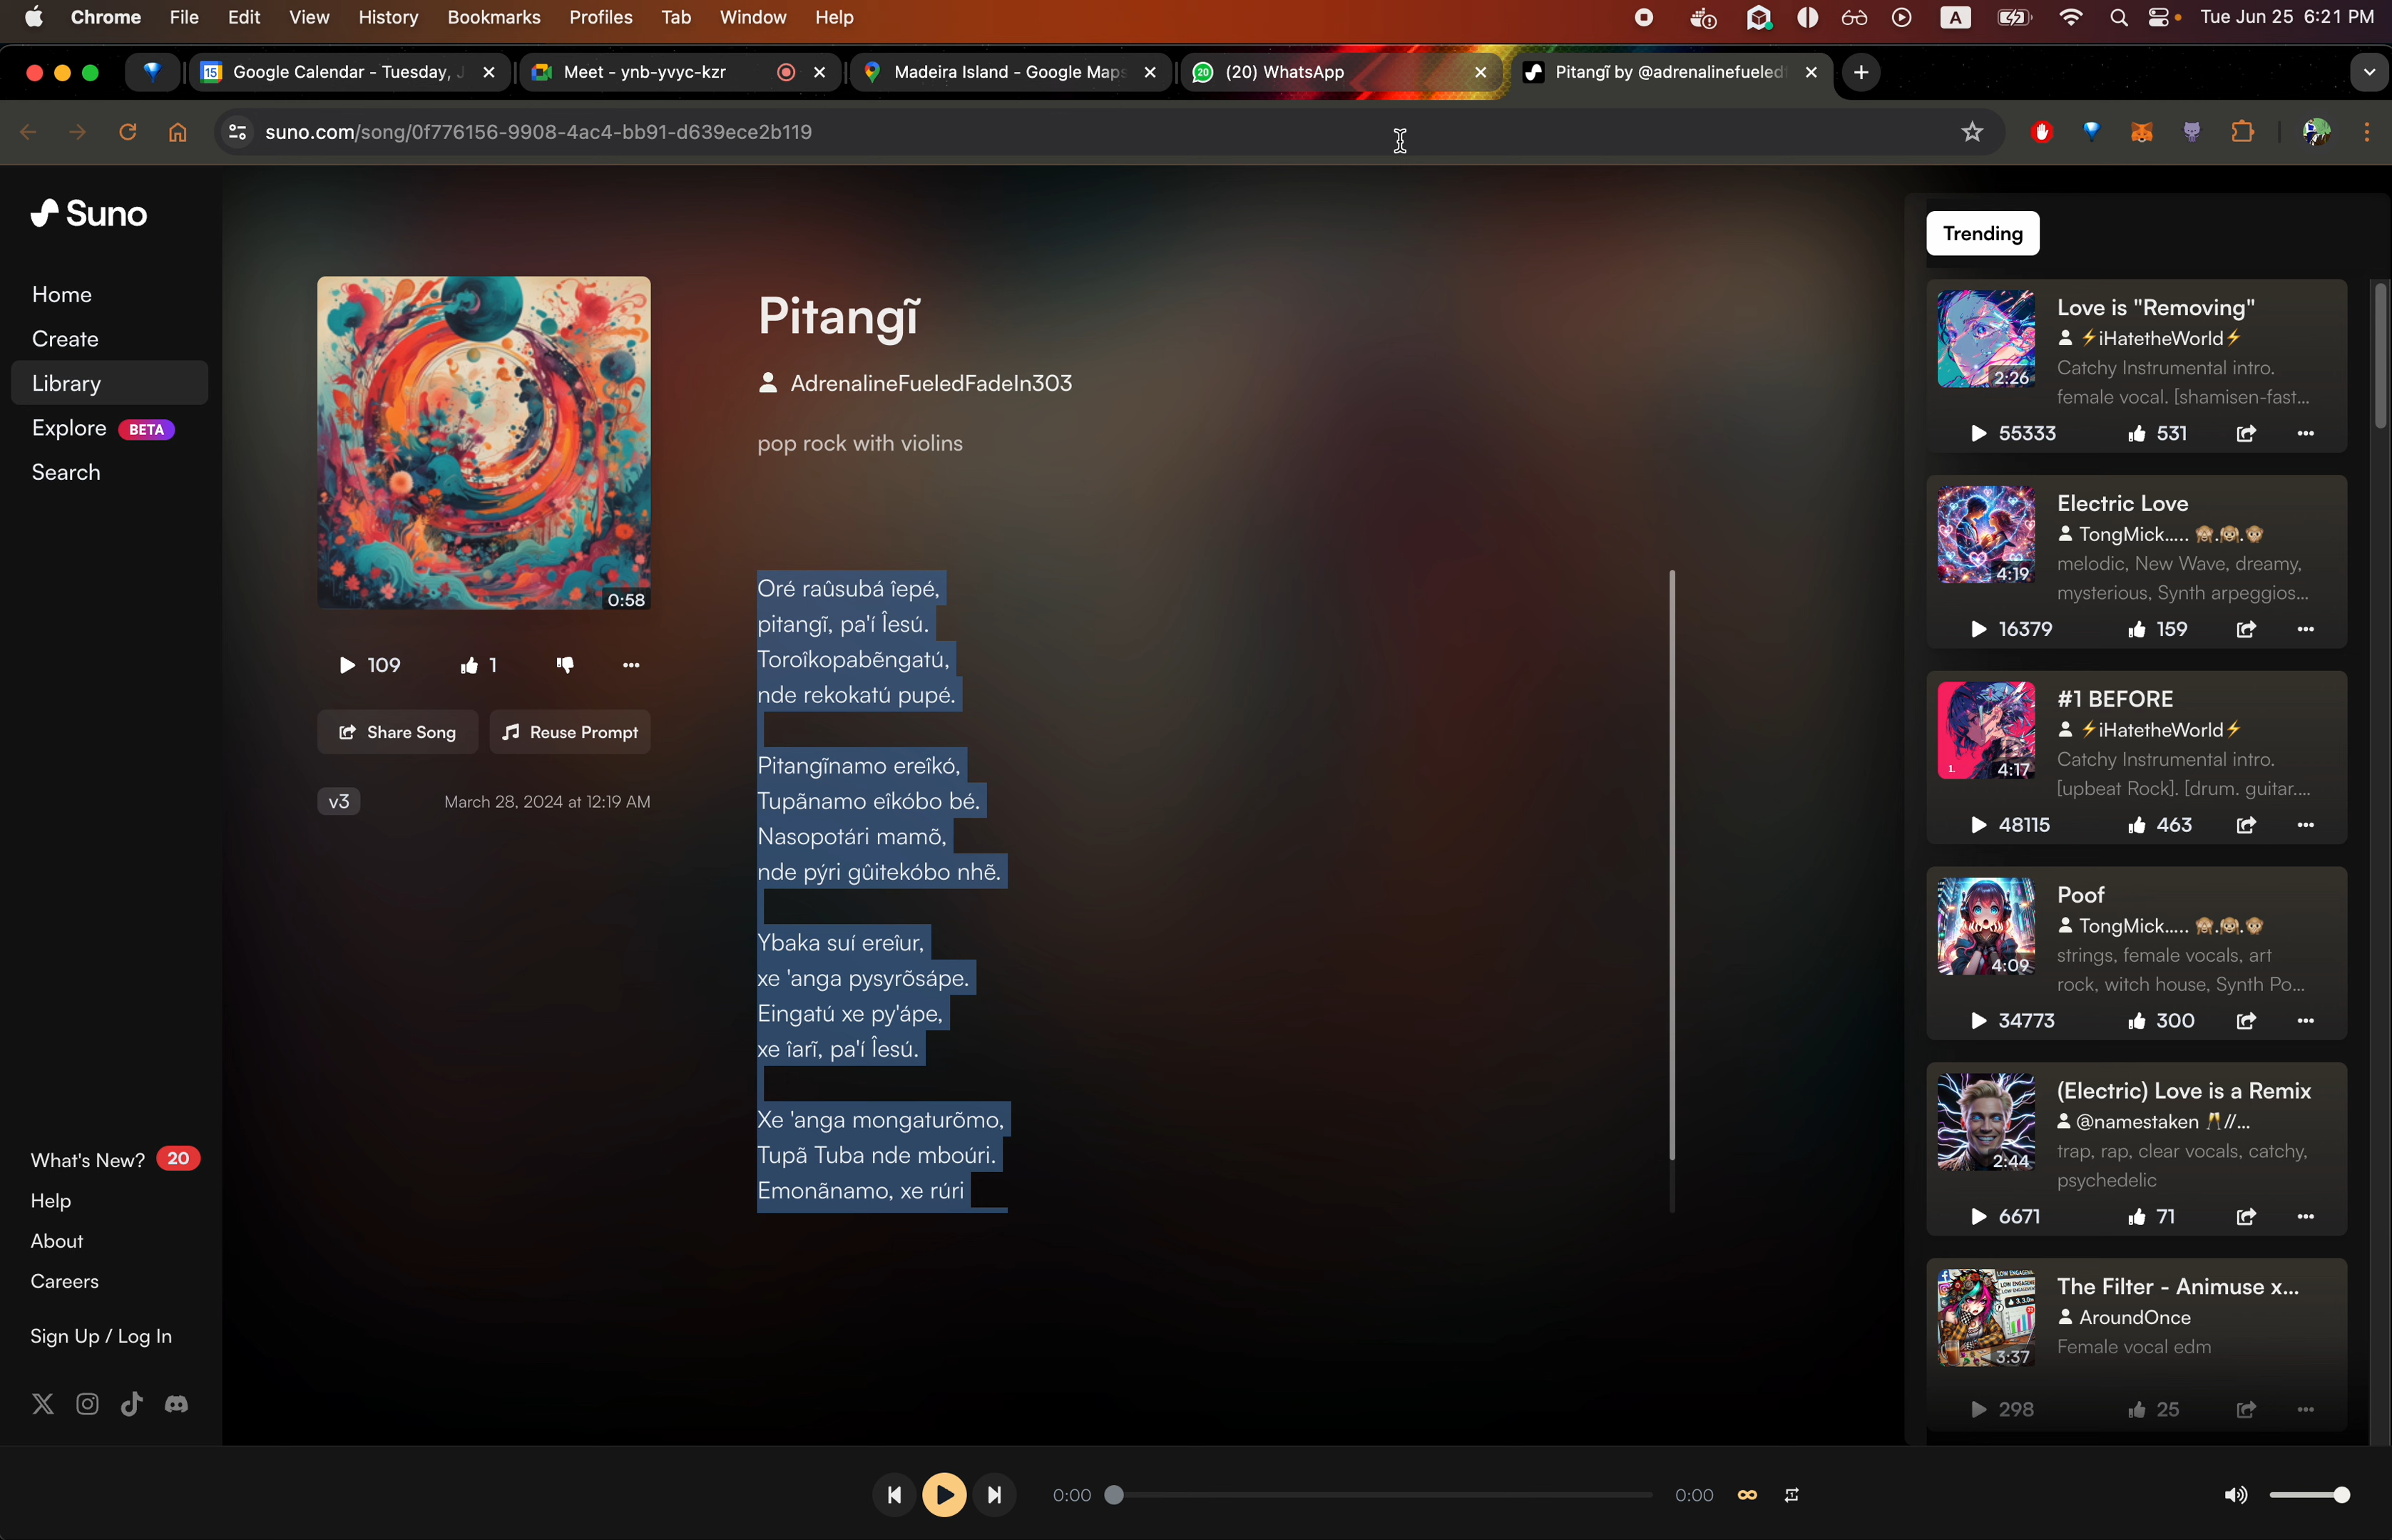 Chrome File Edit View History Bookmarks Profiles Tab Window Help
A
Tue Jun 25 6:21 PM
Google Calendar - Tuesday, J
Meet - ynb-yvyc-kzr
Madeira Island - Google Maps
(20) WhatsApp
Pitangĩ by @adrenalinefueled
suno.com/song/0f776156-9908-4ac4-bb91-d639ece2b119
Suno
Home
Create
Library
Explore BETA
Search
What's New? 20
Help
About
Careers
Sign Up / Log In
0:58
109 1
Share Song Reuse Prompt
v3 March 28, 2024 at 12:19 AM
Pitangĩ
AdrenalineFueledFadeIn303
pop rock with violins
Oré raûsubá îepé,
pitangĩ, pa'í Îesú.
Toroîkopabẽngatú,
nde rekokatú pupé.
Pitangĩnamo ereîkó,
Tupãnamo eîkóbo bé.
Nasopotári mamõ,
nde pýri gûitekóbo nhẽ.
Ybaka suí ereîur,
xe 'anga pysyrõsápe.
Eingatú xe py'ápe,
xe îarĩ, pa'í Îesú.
Xe 'anga mongaturõmo,
Tupã Tuba nde mboúri.
Emonãnamo, xe rúri
Trending
Love is "Removing"
⚡iHatetheWorld⚡
Catchy Instrumental intro.
female vocal. [shamisen-fast...
2:26
55333 531
Electric Love
TongMick..... 🙈.🙉.🐵
melodic, New Wave, dreamy,
mysterious, Synth arpeggios...
4:19
16379 159
#1 BEFORE
⚡iHatetheWorld⚡
Catchy Instrumental intro.
[upbeat Rock]. [drum. guitar....
1. 4:17
48115 463
Poof
TongMick..... 🙈.🙉.🐵
strings, female vocals, art
rock, witch house, Synth Po...
4:09
34773 300
(Electric) Love is a Remix
@namestaken 🥂//...
trap, rap, clear vocals, catchy,
psychedelic
2:44
6671 71
The Filter - Animuse x...
AroundOnce
Female vocal edm
3:37
298 25
0:00 0:00